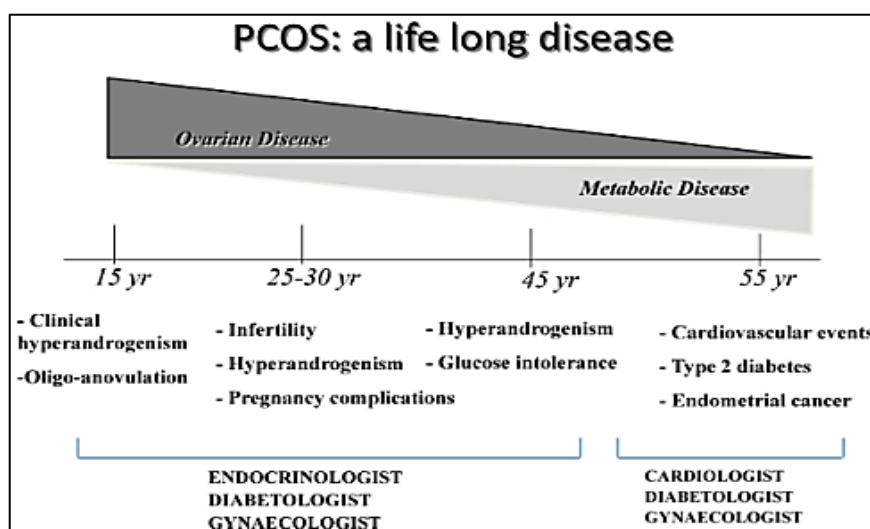 PCOS: a life long disease
Ovarian Disease
Metabolic Disease
15 yr
25-30 yr
45 yr
55 yr
- Clinical
hyperandrogenism
-Oligo-anovulation
- Infertility
- Hyperandrogenism
- Pregnancy complications
- Hyperandrogenism
- Glucose intolerance
- Cardiovascular events
- Type 2 diabetes
- Endometrial cancer
ENDOCRINOLOGIST
DIABETOLOGIST
GYNAECOLOGIST
CARDIOLOGIST
DIABETOLOGIST
GYNAECOLOGIST